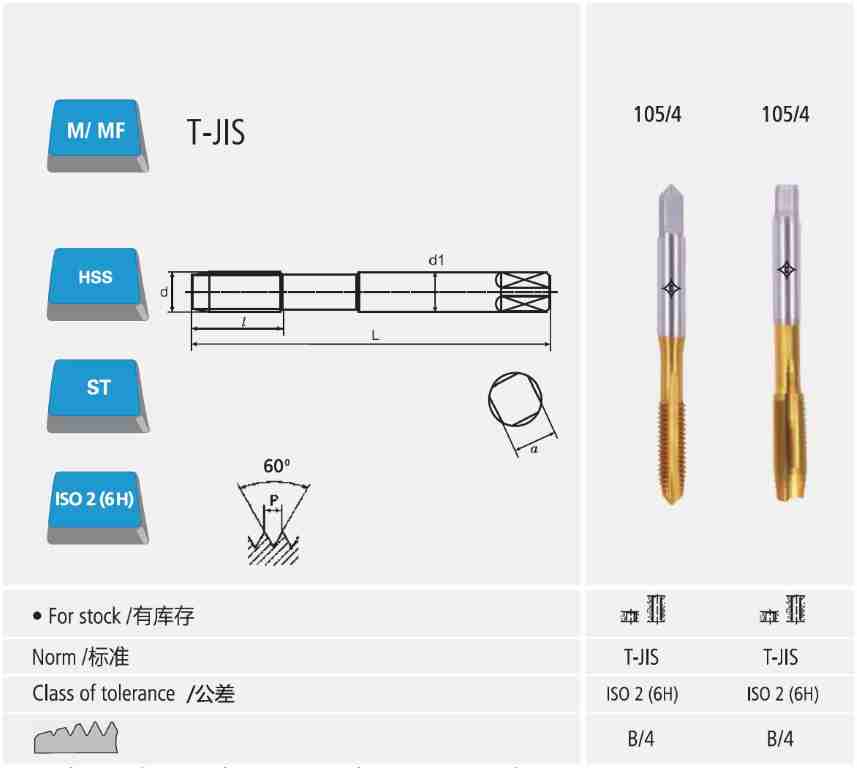 M/ MF
T-JIS
105/4
105/4
HSS
d
d1
l
L
ST
a
ISO 2 (6H)
60°
P
• For stock /有库存
Norm /标准
T-JIS
T-JIS
Class of tolerance /公差
ISO 2 (6H)
ISO 2 (6H)
B/4
B/4